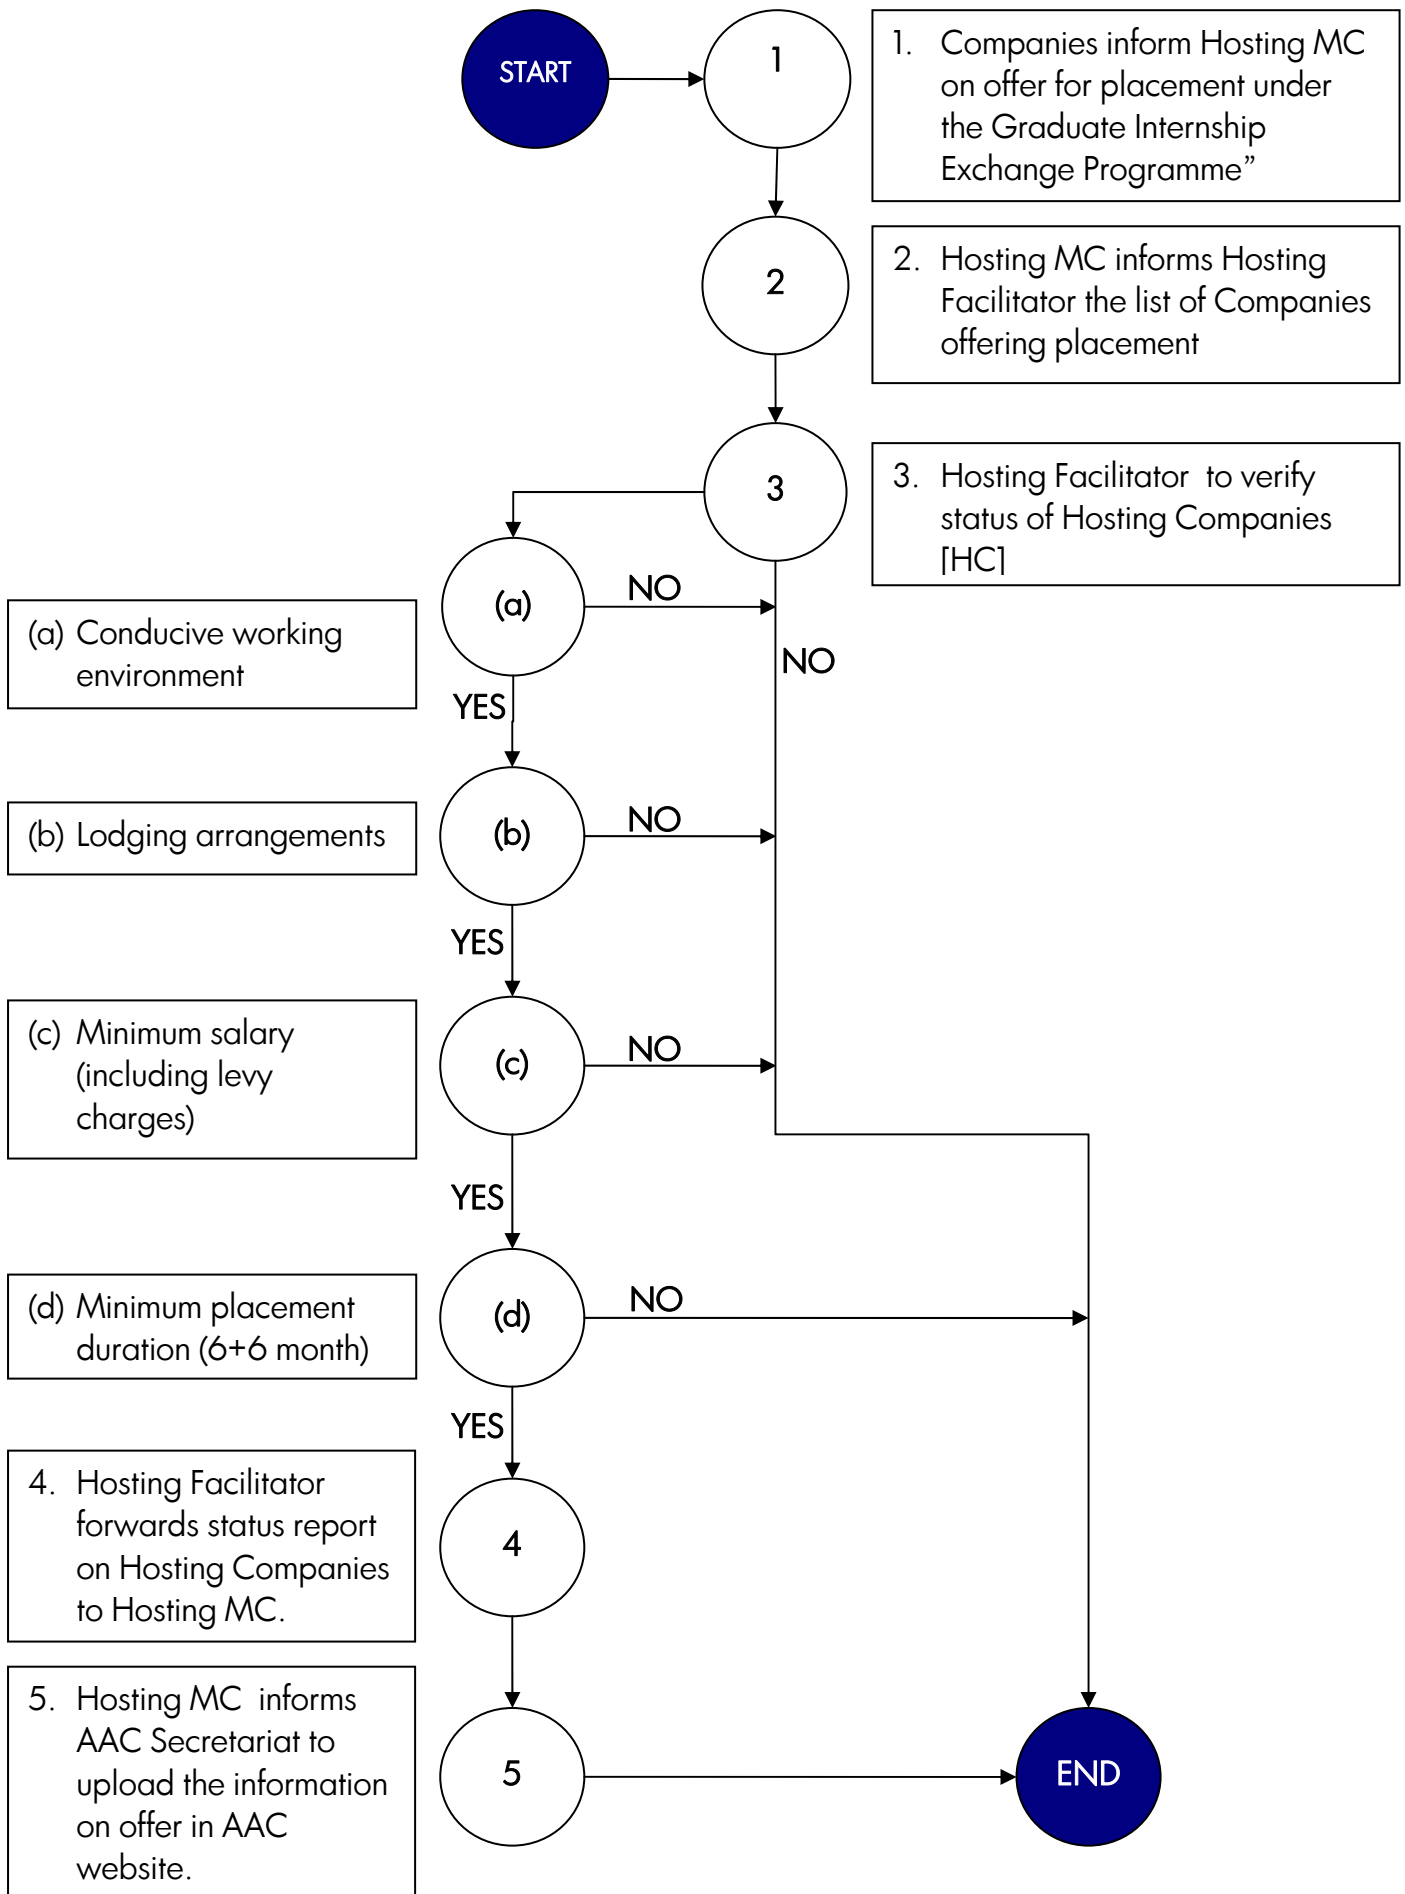 START
1
1. Companies inform Hosting MC
on offer for placement under
the Graduate Internship
Exchange Programme”
2
2. Hosting MC informs Hosting
Facilitator the list of Companies
offering placement
3
3. Hosting Facilitator to verify
status of Hosting Companies
[HC]
(a)
NO
(a) Conducive working
environment
NO
YES
(b) Lodging arrangements
(b)
NO
YES
(c) Minimum salary
(including levy
charges)
(c)
NO
YES
(d) Minimum placement
duration (6+6 month)
(d)
NO
YES
4. Hosting Facilitator
forwards status report
on Hosting Companies
to Hosting MC.
4
5. Hosting MC informs
AAC Secretariat to
upload the information
on offer in AAC
website.
5
END